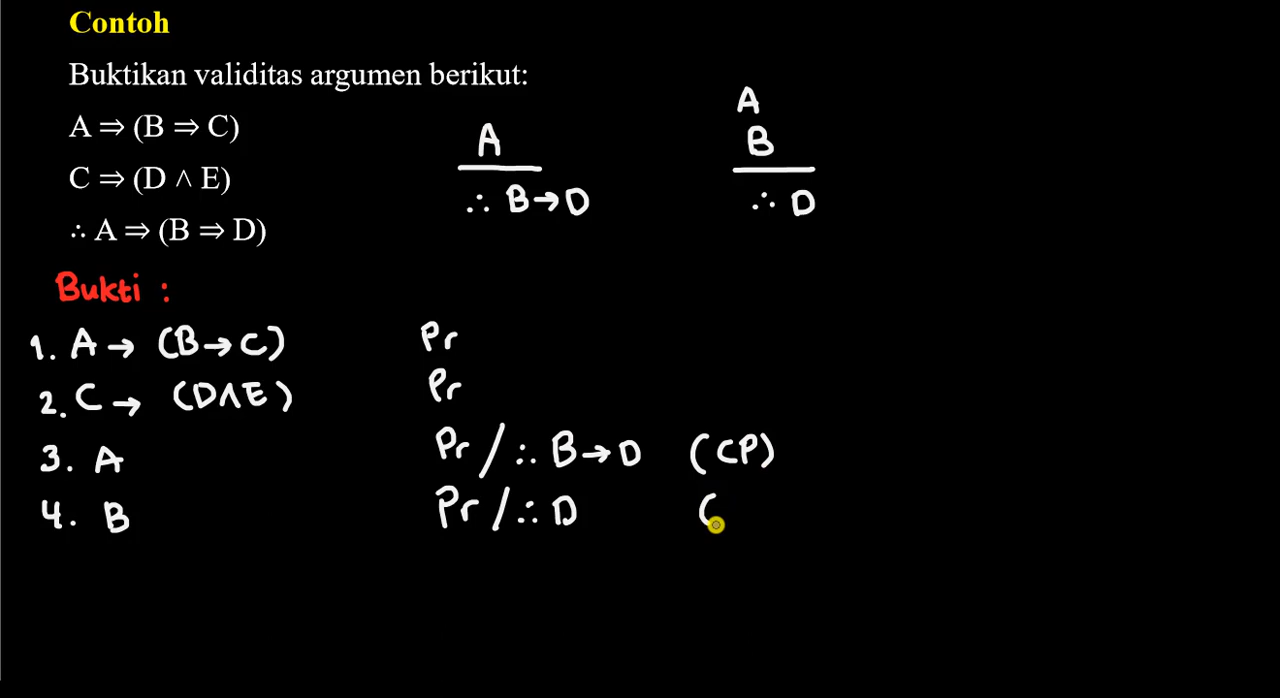 Contoh
Buktikan validitas argumen berikut:
A ⇒ (B ⇒ C)
C ⇒ (D ∧ E)
∴ A ⇒ (B ⇒ D)
A
∴ B → D
A
B
∴ D
Bukti :
1. A → (B → C) Pr
2. C → (D ∧ E) Pr
3. A Pr / ∴ B → D (CP)
4. B Pr / ∴ D (